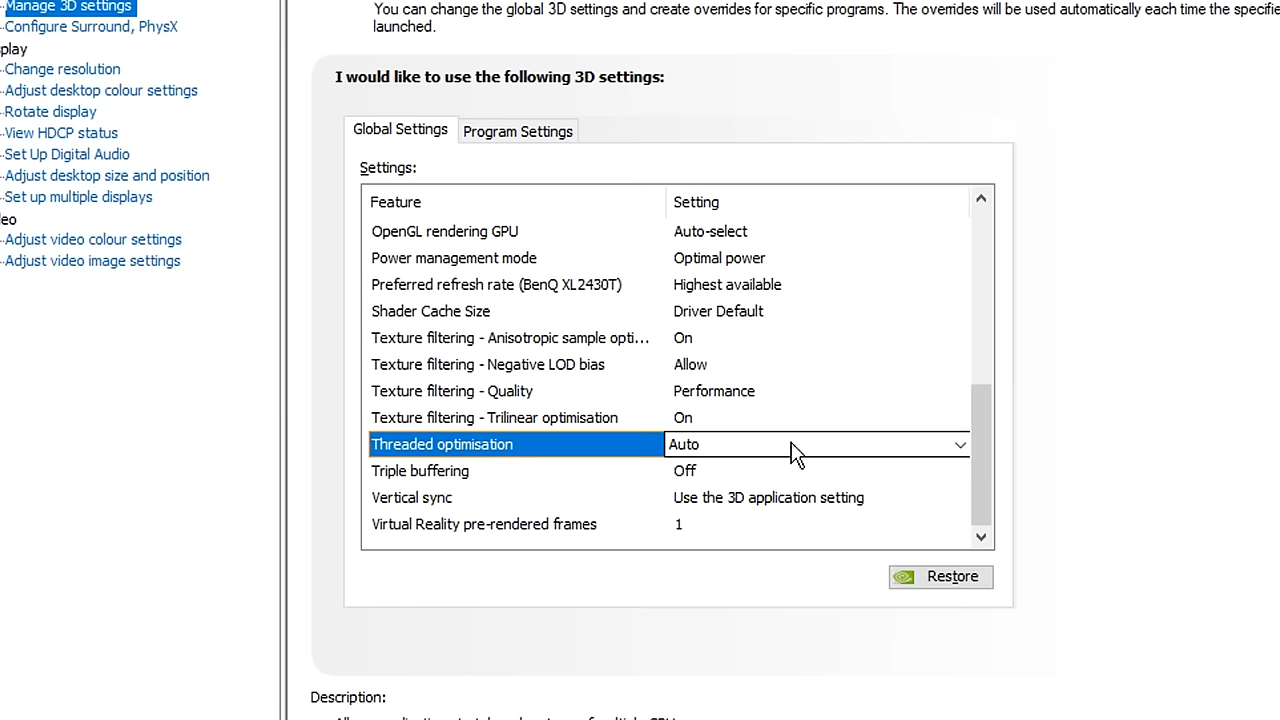 Manage 3D settings
Configure Surround, PhysX
play
Change resolution
Adjust desktop colour settings
Rotate display
View HDCP status
Set Up Digital Audio
Adjust desktop size and position
Set up multiple displays
eo
Adjust video colour settings
Adjust video image settings
You can change the global 3D settings and create overrides for specific programs. The overrides will be used automatically each time the specifie
launched.
I would like to use the following 3D settings:
Global Settings
Program Settings
Settings:
Feature Setting
OpenGL rendering GPU Auto-select
Power management mode Optimal power
Preferred refresh rate (BenQ XL2430T) Highest available
Shader Cache Size Driver Default
Texture filtering - Anisotropic sample opti... On
Texture filtering - Negative LOD bias Allow
Texture filtering - Quality Performance
Texture filtering - Trilinear optimisation On
Threaded optimisation Auto
Triple buffering Off
Vertical sync Use the 3D application setting
Virtual Reality pre-rendered frames 1
Restore
Description: